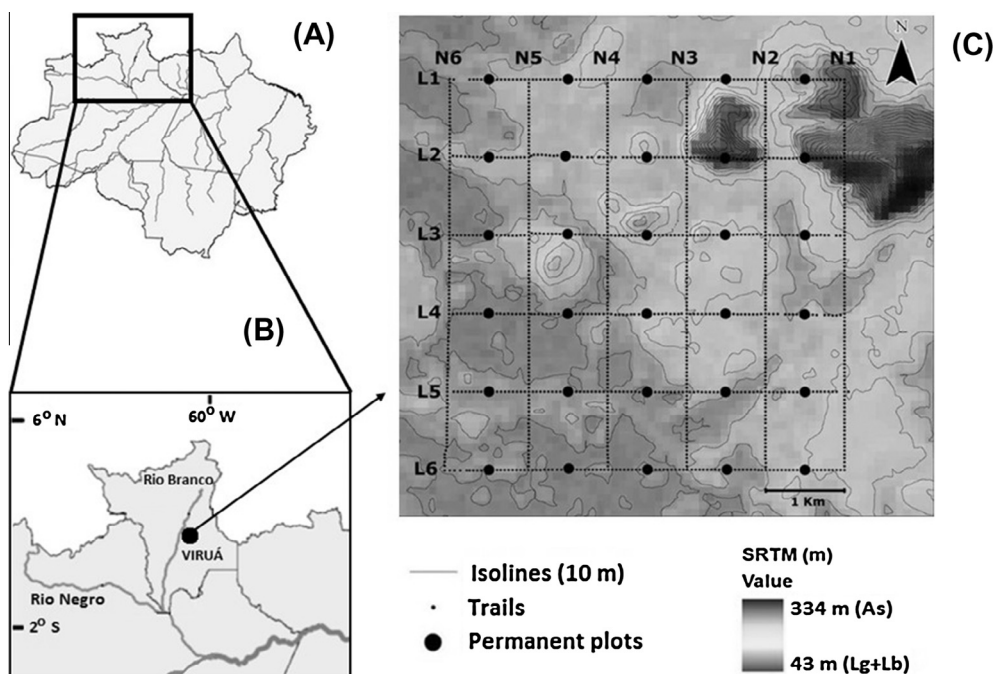 (A)
(B)
6° N
60° W
Rio Branco
VIRUÁ
Rio Negro
2° S
(C)
N
N6 N5 N4 N3 N2 N1
L1
L2
L3
L4
L5
L6
1 Km
Isolines (10 m)
Trails
Permanent plots
SRTM (m)
Value
334 m (As)
43 m (Lg+Lb)